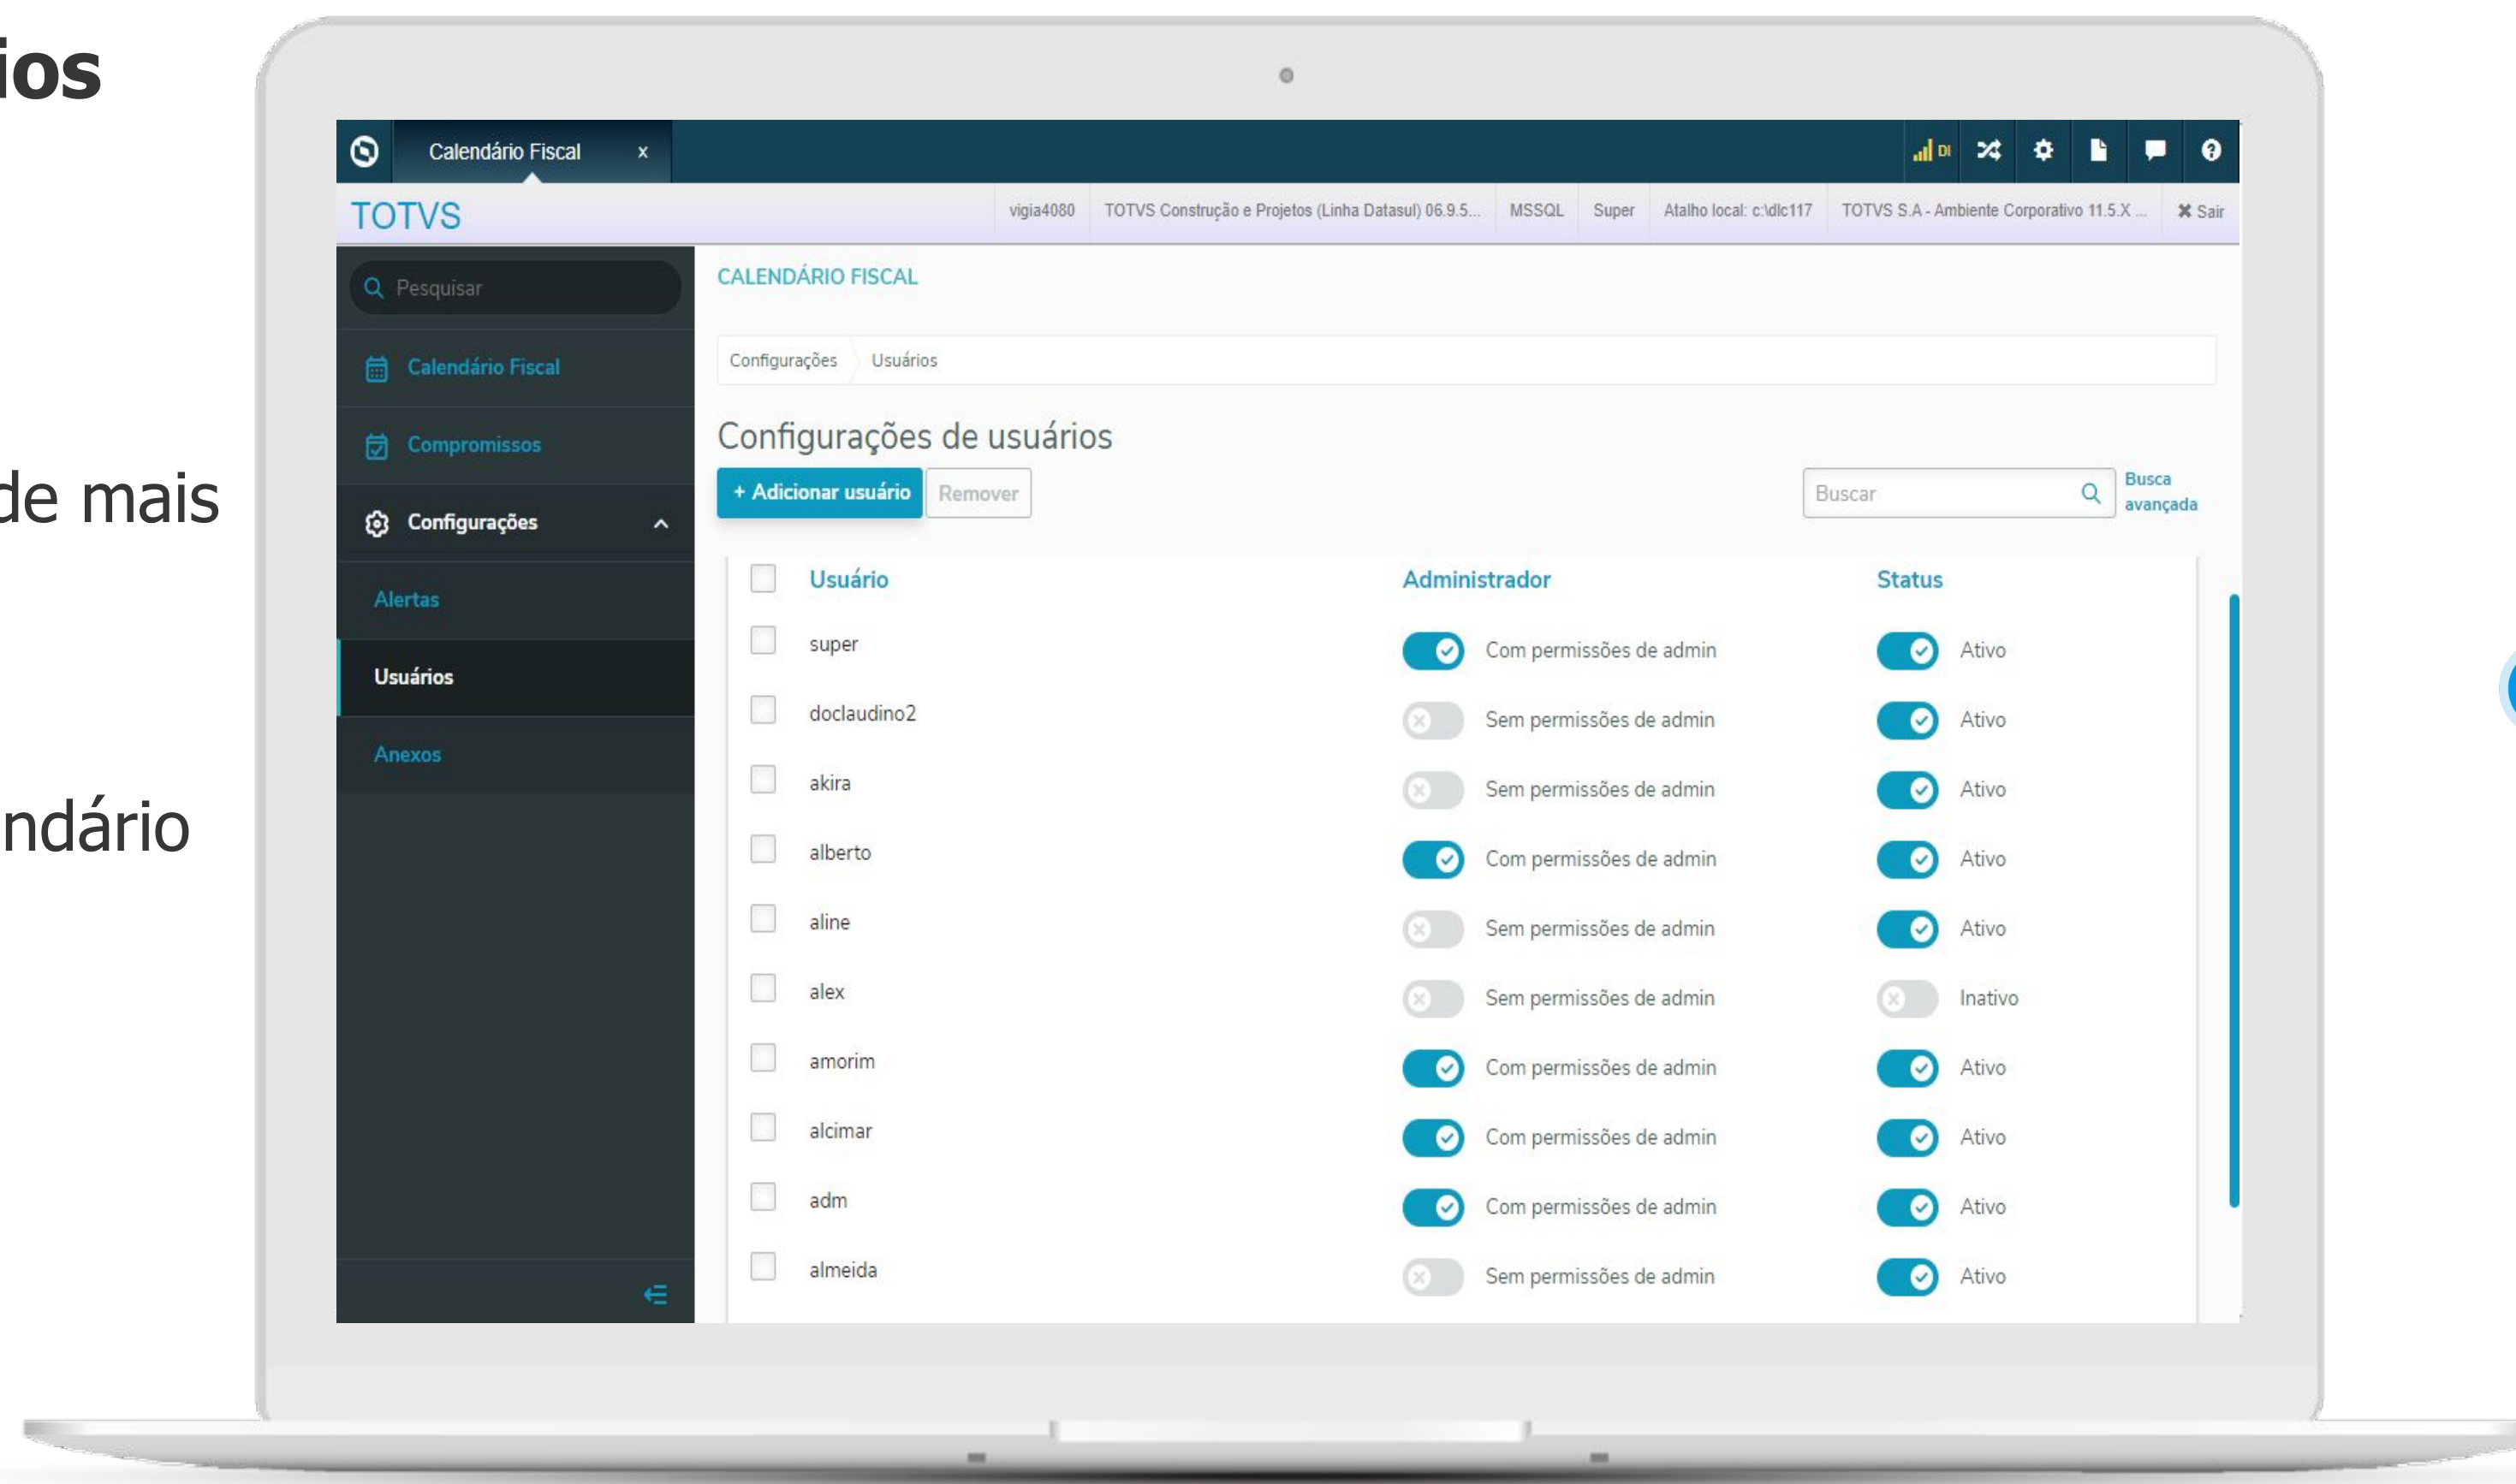 ios
de mais
ndário
Calendário Fiscal x
DI
TOTVS
vigia4080 TOTVS Construção e Projetos (Linha Datasul) 06.9.5... MSSQL Super Atalho local: c:\dlc117 TOTVS S.A - Ambiente Corporativo 11.5.X ... Sair
Pesquisar
Calendário Fiscal
Compromissos
Configurações
Alertas
Usuários
Anexos
CALENDÁRIO FISCAL
Configurações Usuários
Configurações de usuários
+ Adicionar usuário Remover
Buscar
Busca
avançada
Usuário Administrador Status
super Com permissões de admin Ativo
doclaudino2 Sem permissões de admin Ativo
akira Sem permissões de admin Ativo
alberto Com permissões de admin Ativo
aline Sem permissões de admin Ativo
alex Sem permissões de admin Inativo
amorim Com permissões de admin Ativo
alcimar Com permissões de admin Ativo
adm Com permissões de admin Ativo
almeida Sem permissões de admin Ativo